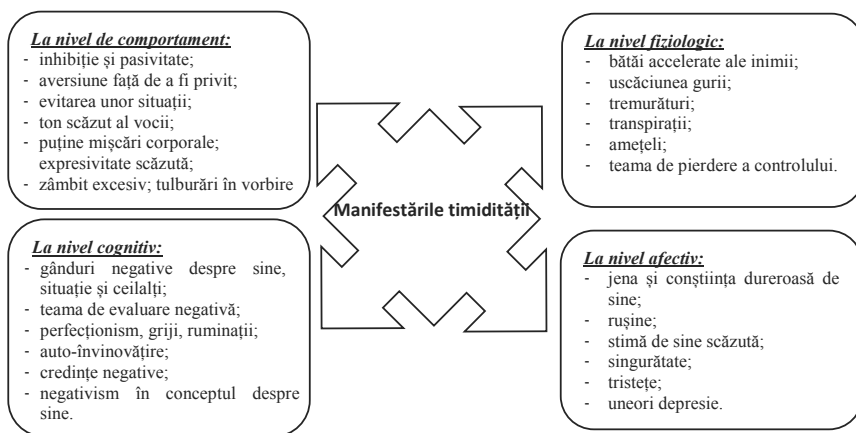 La nivel de comportament:
- inhibiție și pasivitate;
- aversiune față de a fi privit;
- evitarea unor situații;
- ton scăzut al vocii;
- puține mișcări corporale;
expresivitate scăzută;
- zâmbit excesiv; tulburări în vorbire
La nivel fiziologic:
- bătăi accelerate ale inimii;
- uscăciunea gurii;
- tremurături;
- transpirații;
- amețeli;
- teama de pierdere a controlului.
Manifestările timidității
La nivel cognitiv:
- gânduri negative despre sine,
situație și ceilalți;
- teama de evaluare negativă;
- perfecționism, griji, ruminații;
- auto-învinovățire;
- credințe negative;
- negativism în conceptul despre
sine.
La nivel afectiv:
- jena și conștiința dureroasă de
sine;
- rușine;
- stimă de sine scăzută;
- singurătate;
- tristețe;
- uneori depresie.